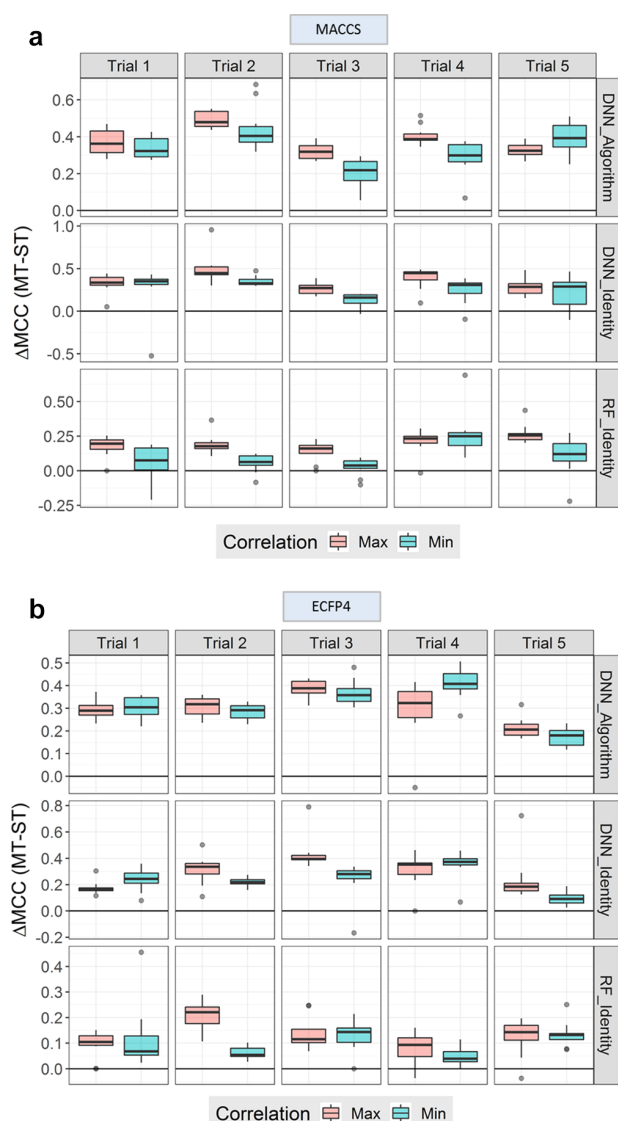 a
MACCS
Trial 1 Trial 2 Trial 3 Trial 4 Trial 5
DNN_Algorithm
0.6
0.4
0.2
0.0
DNN_Identity
1.0
0.5
0.0
-0.5
RF_Identity
0.50
0.25
0.00
-0.25
ΔMCC (MT-ST)
Correlation Max Min
b
ECFP4
Trial 1 Trial 2 Trial 3 Trial 4 Trial 5
DNN_Algorithm
0.5
0.4
0.3
0.2
0.1
0.0
DNN_Identity
0.8
0.6
0.4
0.2
0.0
-0.2
RF_Identity
0.4
0.3
0.2
0.1
0.0
ΔMCC (MT-ST)
Correlation Max Min